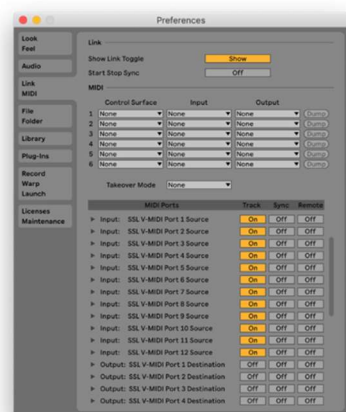 Preferences
Look
Feel
Audio
Link
MIDI
File
Folder
Library
Plug-Ins
Record
Warp
Launch
Licenses
Maintenance
Link
Show Link Toggle Show
Start Stop Sync Off
MIDI
Control Surface Input Output
1 None None None Dump
2 None None None Dump
3 None None None Dump
4 None None None Dump
5 None None None Dump
6 None None None Dump
Takeover Mode None
MIDI Ports Track Sync Remote
Input: SSL V-MIDI Port 1 Source On Off Off
Input: SSL V-MIDI Port 2 Source On Off Off
Input: SSL V-MIDI Port 3 Source On Off Off
Input: SSL V-MIDI Port 4 Source On Off Off
Input: SSL V-MIDI Port 5 Source On Off Off
Input: SSL V-MIDI Port 6 Source On Off Off
Input: SSL V-MIDI Port 7 Source On Off Off
Input: SSL V-MIDI Port 8 Source On Off Off
Input: SSL V-MIDI Port 9 Source On Off Off
Input: SSL V-MIDI Port 10 Source On Off Off
Input: SSL V-MIDI Port 11 Source On Off Off
Input: SSL V-MIDI Port 12 Source On Off Off
Output: SSL V-MIDI Port 1 Destination Off Off Off
Output: SSL V-MIDI Port 2 Destination Off Off Off
Output: SSL V-MIDI Port 3 Destination Off Off Off
Output: SSL V-MIDI Port 4 Destination Off Off Off